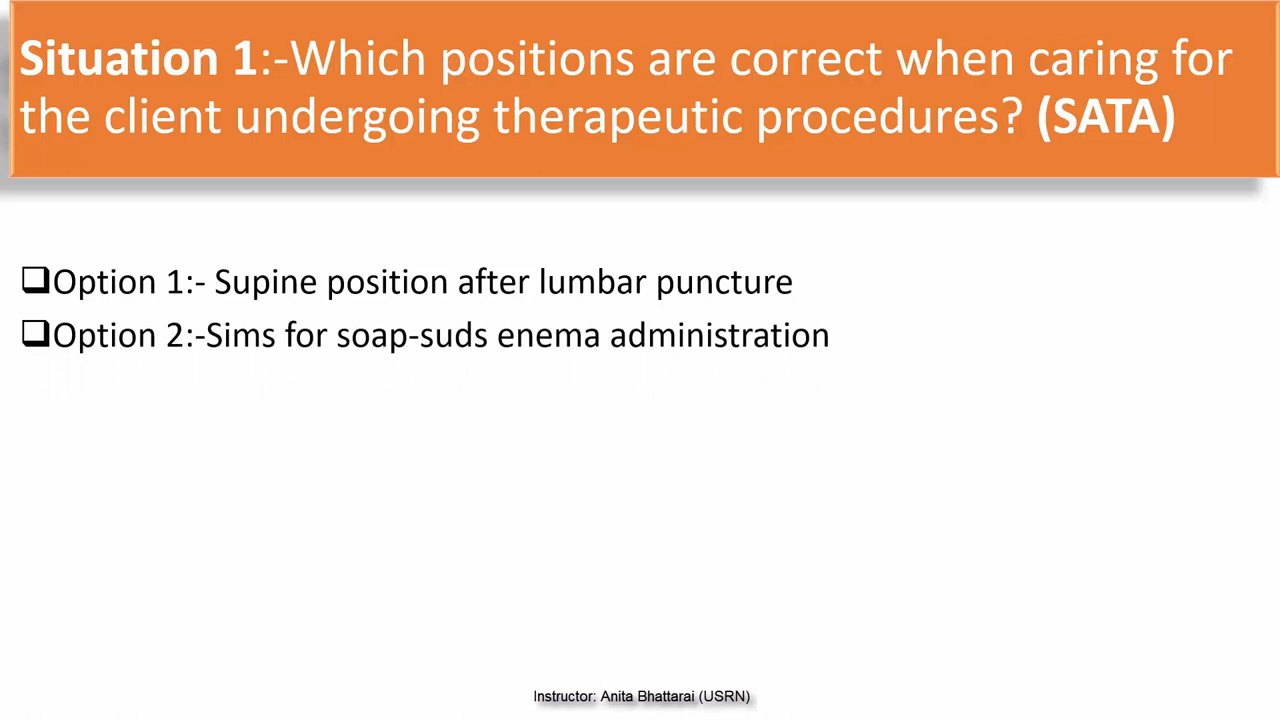 Situation 1:-Which positions are correct when caring for
the client undergoing therapeutic procedures? (SATA)
❑Option 1:- Supine position after lumbar puncture
❑Option 2:-Sims for soap-suds enema administration
Instructor: Anita Bhattarai (USRN)